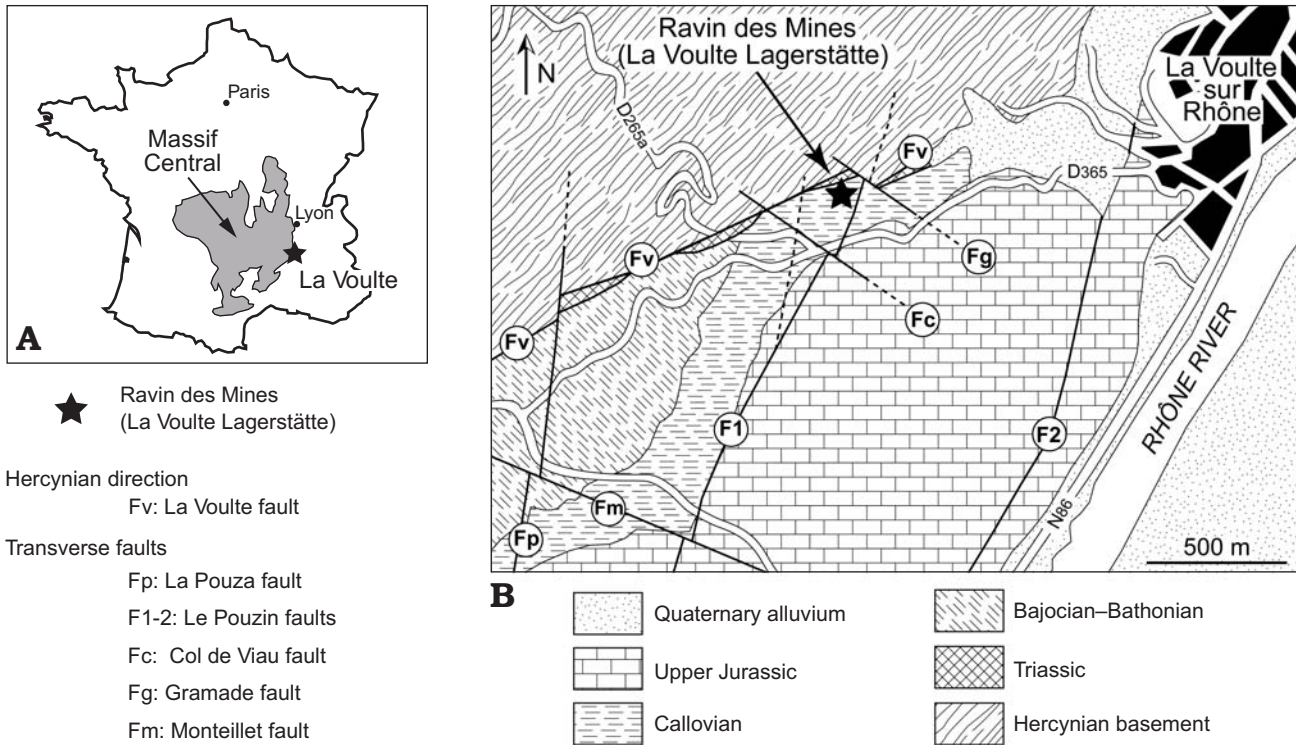 Paris
Massif
Central
Lyon
La Voulte
A
Ravin des Mines
(La Voulte Lagerstätte)
Hercynian direction
Fv: La Voulte fault
Transverse faults
Fp: La Pouza fault
F1-2: Le Pouzin faults
Fc: Col de Viau fault
Fg: Gramade fault
Fm: Monteillet fault
Ravin des Mines
(La Voulte Lagerstätte)
N
La Voulte
sur
Rhône
D265a
Fv
D365
Fv
Fg
Fc
Fv
F1
F2
RHÔNE RIVER
Fm
N86
Fp
500 m
B
Quaternary alluvium
Upper Jurassic
Callovian
Bajocian–Bathonian
Triassic
Hercynian basement